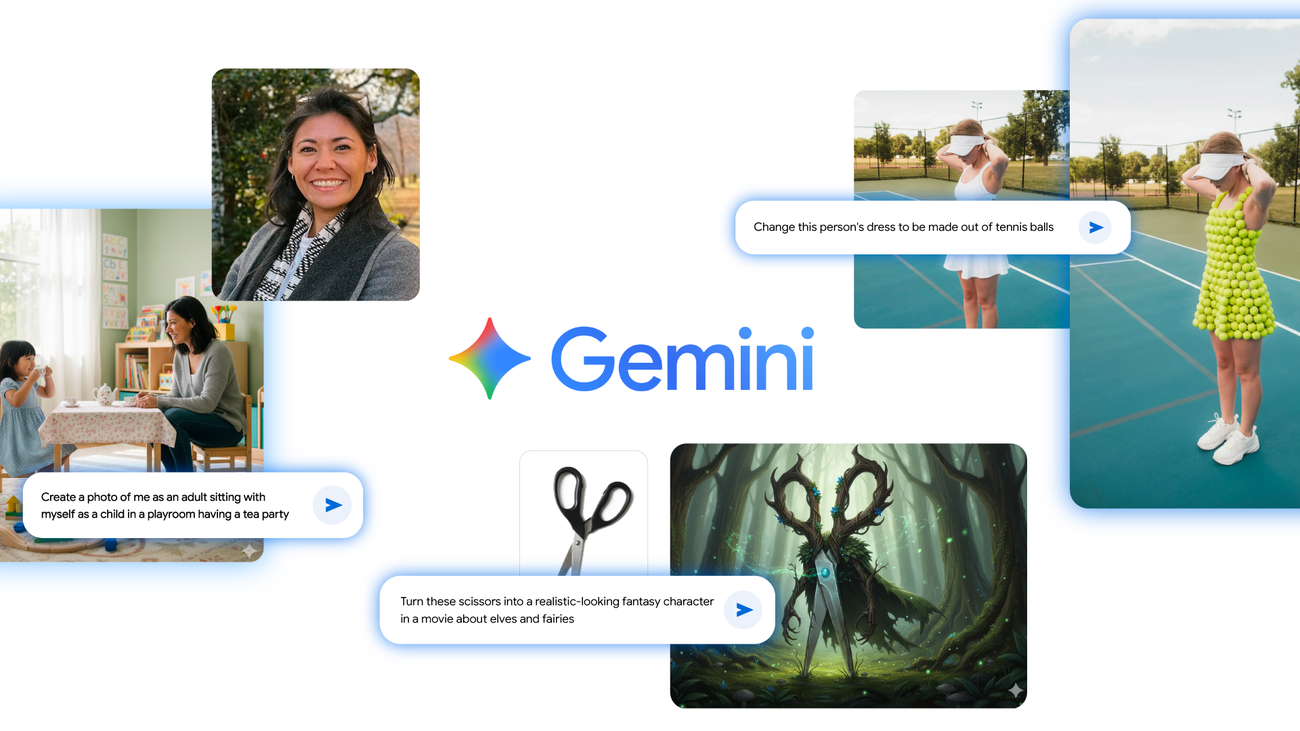 Change this person's dress to be made out of tennis balls
Gemini
Create a photo of me as an adult sitting with
myself as a child in a playroom having a tea party
Turn these scissors into a realistic-looking fantasy character
in a movie about elves and fairies